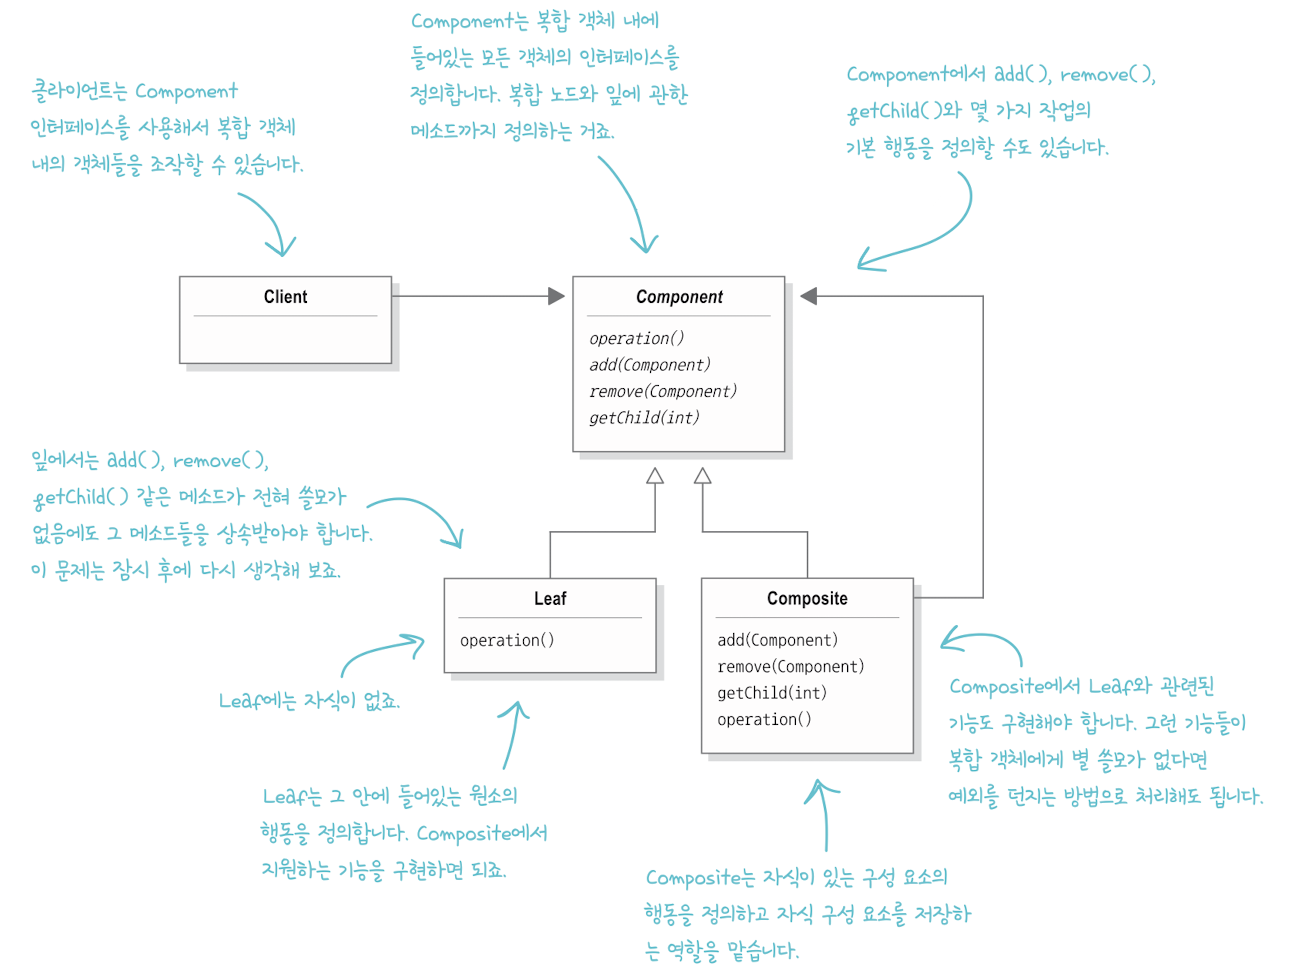 Component는 복합 객체 내에
들어있는 모든 객체의 인터페이스를
정의합니다. 복합 노드와 잎에 관한
메소드까지 정의하는 거죠.
Component에서 add( ), remove( ),
getChild( )와 몇 가지 작업의
기본 행동을 정의할 수도 있습니다.
클라이언트는 Component
인터페이스를 사용해서 복합 객체
내의 객체들을 조작할 수 있습니다.
Client
Component
operation()
add(Component)
remove(Component)
getChild(int)
잎에서는 add( ), remove( ),
getChild( ) 같은 메소드가 전혀 쓸모가
없음에도 그 메소드들을 상속받아야 합니다.
이 문제는 잠시 후에 다시 생각해 보죠.
Leaf
operation()
Composite
add(Component)
remove(Component)
getChild(int)
operation()
Leaf에는 자식이 없죠.
Composite에서 Leaf와 관련된
기능도 구현해야 합니다. 그런 기능들이
복합 객체에게 별 쓸모가 없다면
예외를 던지는 방법으로 처리해도 됩니다.
Leaf는 그 안에 들어있는 원소의
행동을 정의합니다. Composite에서
지원하는 기능을 구현하면 되죠.
Composite는 자식이 있는 구성 요소의
행동을 정의하고 자식 구성 요소를 저장하
는 역할을 맡습니다.